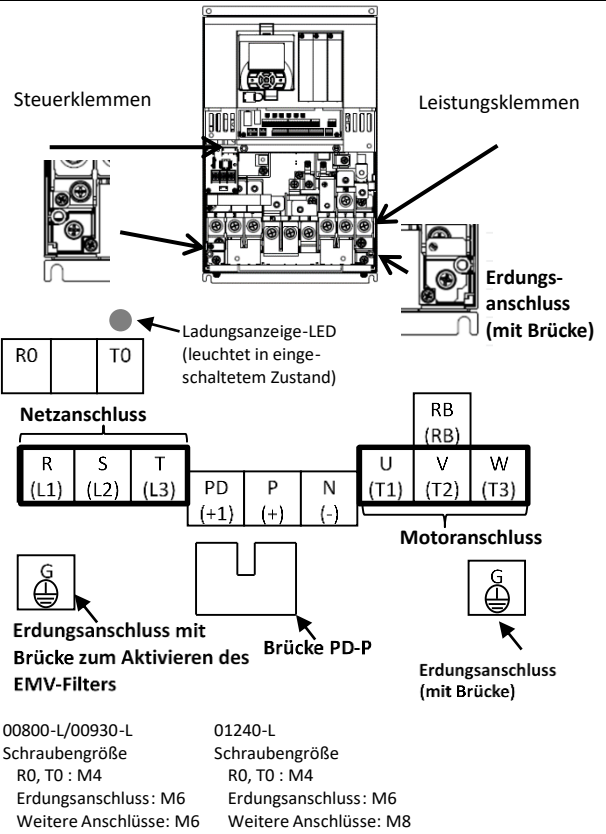 Steuerklemmen
Leistungsklemmen
Erdungs-
anschluss
(mit Brücke)
Ladungsanzeige-LED
(leuchtet in einge-
schaltetem Zustand)
R0 T0
Netzanschluss
RB
(RB)
R S T
(L1) (L2) (L3)
PD P N
(+1) (+) (-)
U V W
(T1) (T2) (T3)
Motoranschluss
G
G
Erdungsanschluss mit
Brücke zum Aktivieren des
EMV-Filters
Brücke PD-P
Erdungsanschluss
(mit Brücke)
00800-L/00930-L
Schraubengröße
R0, T0 : M4
Erdungsanschluss: M6
Weitere Anschlüsse: M6
01240-L
Schraubengröße
R0, T0 : M4
Erdungsanschluss: M6
Weitere Anschlüsse: M8